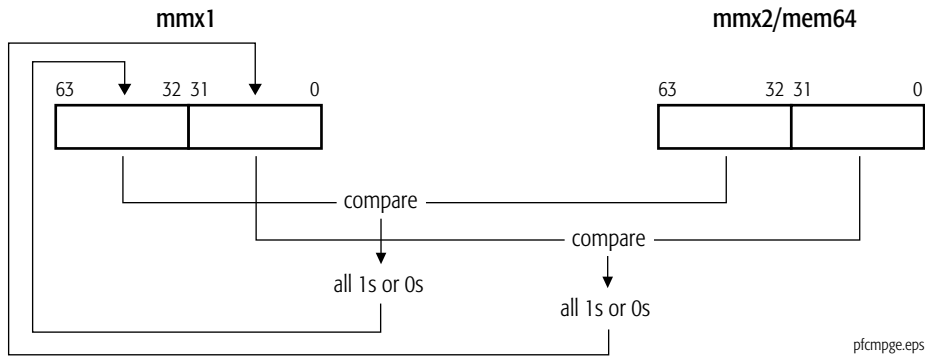 mmx1 mmx2/mem64
63 32 31 0 63 32 31 0
compare
compare
all 1s or 0s
all 1s or 0s
pfcmpge.eps